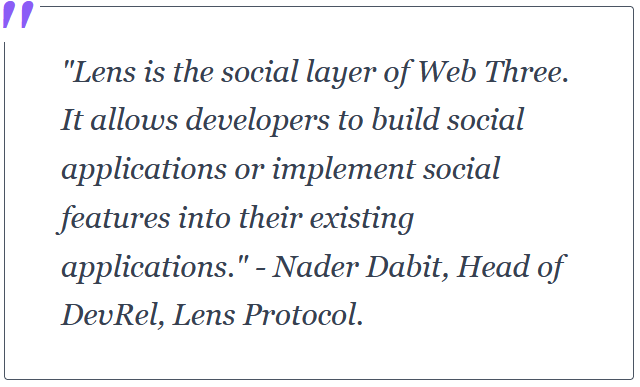 "Lens is the social layer of Web Three.
It allows developers to build social
applications or implement social
features into their existing
applications." - Nader Dabit, Head of
DevRel, Lens Protocol.